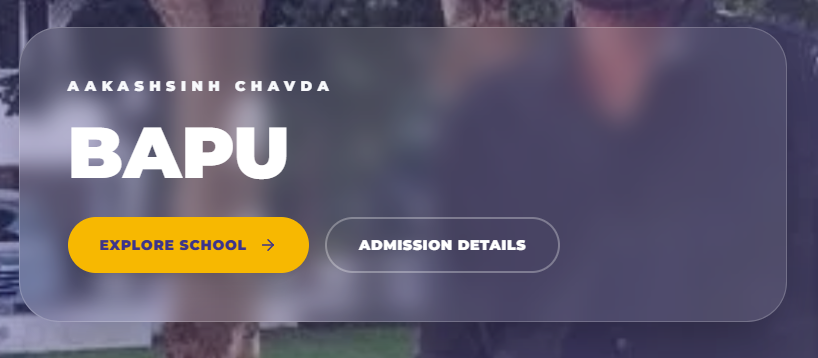 AAKASHSINH CHAVDA
BAPU
EXPLORE SCHOOL
ADMISSION DETAILS